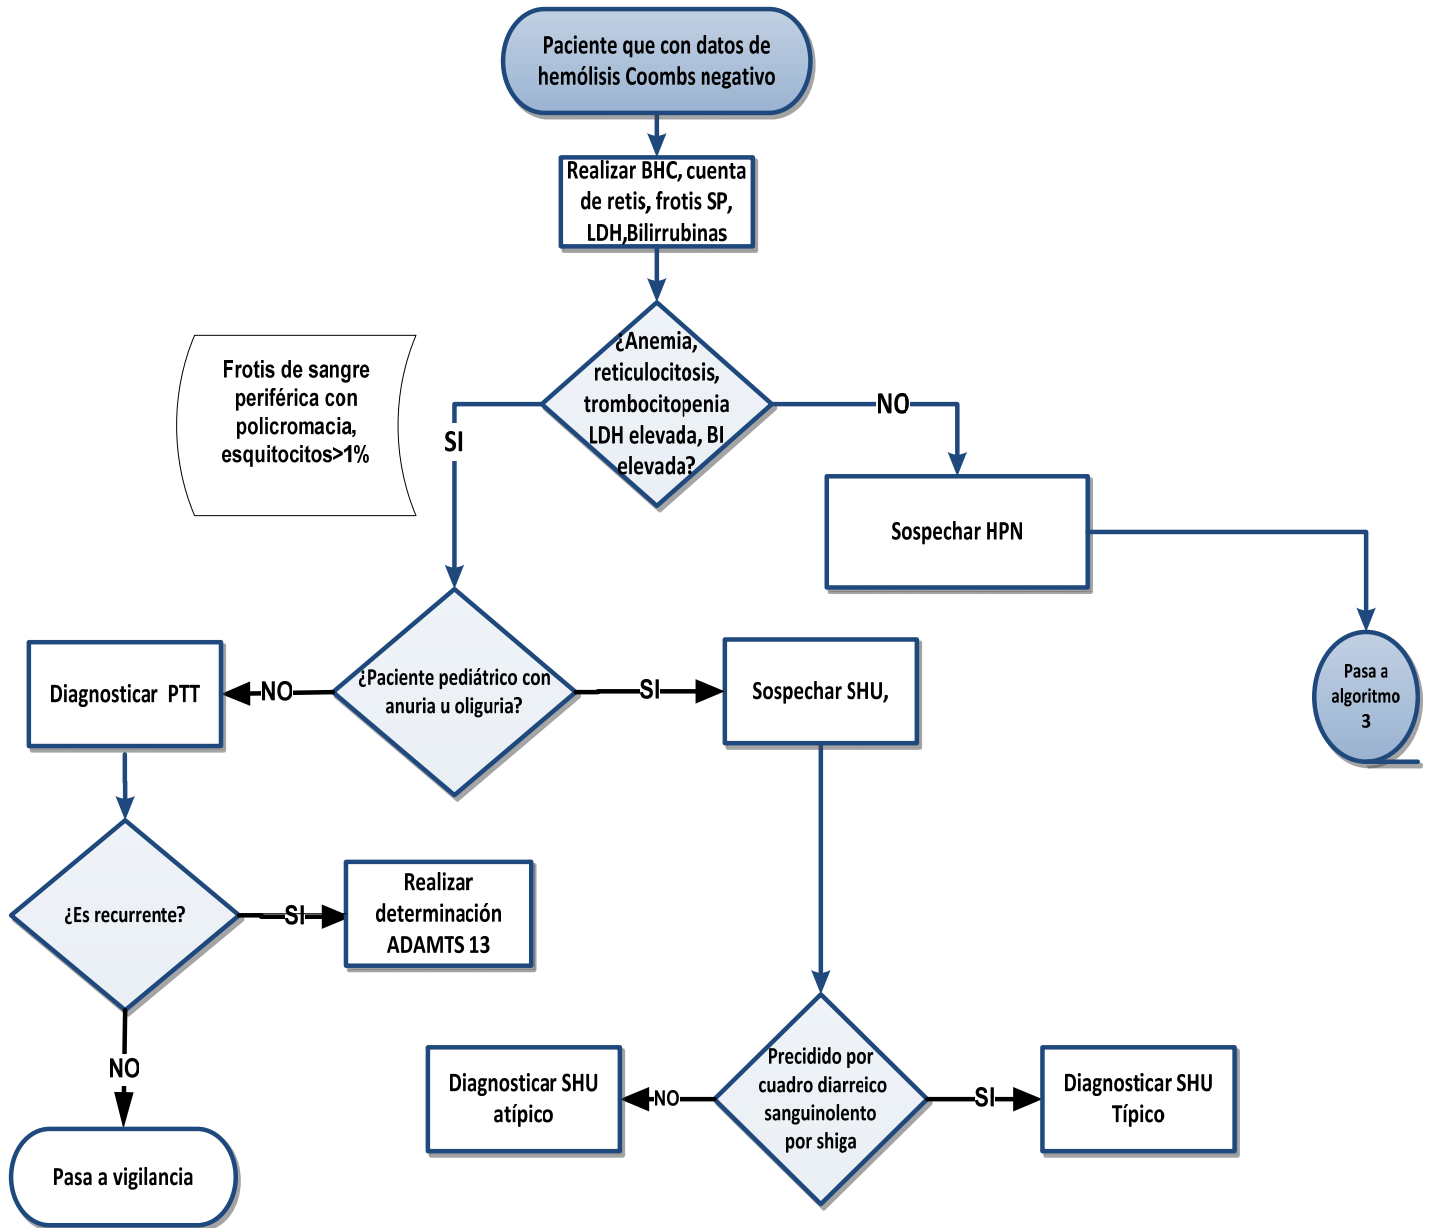 Paciente que con datos de
hemólisis Coombs negativo
Realizar BHC, cuenta
de retis, frotis SP,
LDH,Bilirrubinas
¿Anemia,
reticulocitosis,
trombocitopenia
LDH elevada, BI
elevada?
Frotis de sangre
periférica con
policromacia,
esquitocitos>1%
SI
NO
Sospechar HPN
Pasa a
algoritmo
3
¿Paciente pediátrico con
anuria u oliguria?
NO
Diagnosticar PTT
SI
Sospechar SHU,
¿Es recurrente?
SI
Realizar
determinación
ADAMTS 13
NO
Pasa a vigilancia
Precidido por
cuadro diarreico
sanguinolento
por shiga
NO
Diagnosticar SHU
atípico
SI
Diagnosticar SHU
Típico